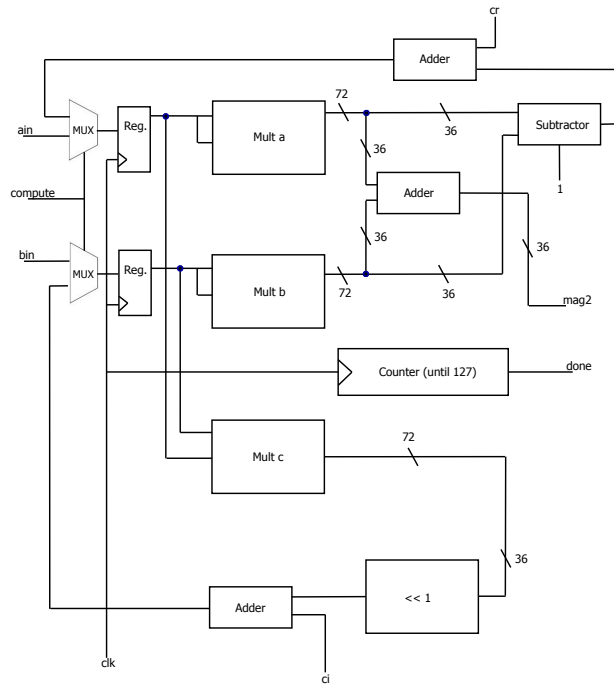 cr
Adder
72
36
ain
MUX
Reg.
Mult a
Subtractor
36
1
compute
Adder
36
36
bin
MUX
Reg.
Mult b
72
36
mag2
Counter (until 127)
done
Mult c
72
36
Adder
<< 1
clk
ci